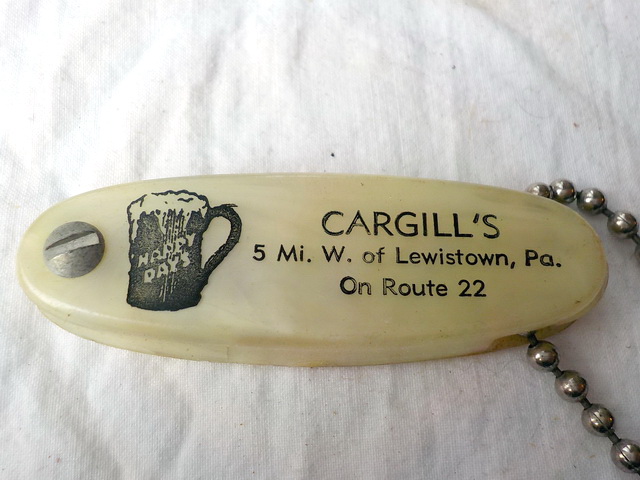 HAPPY
DAYS
CARGILL'S
5 Mi. W. of Lewistown, Pa.
On Route 22